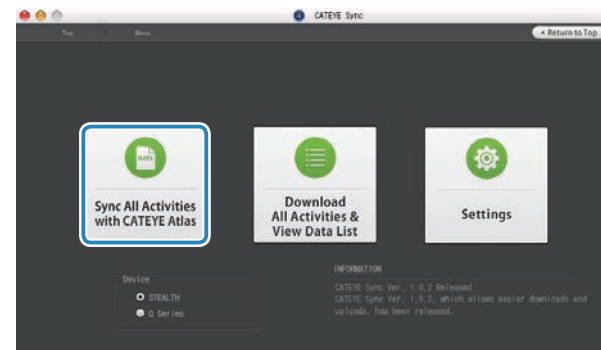 CATEYE Sync
Top
Menu
Return to Top
DATA
Sync All Activities
with CATEYE Atlas
Download
All Activities &
View Data List
Settings
Device
STEALTH
Q Series
INFORMATION
CATEYE Sync Ver. 1.0.2 Released
CATEYE Sync Ver. 1.0.2, which allows easier downloads and
uploads, has been released.